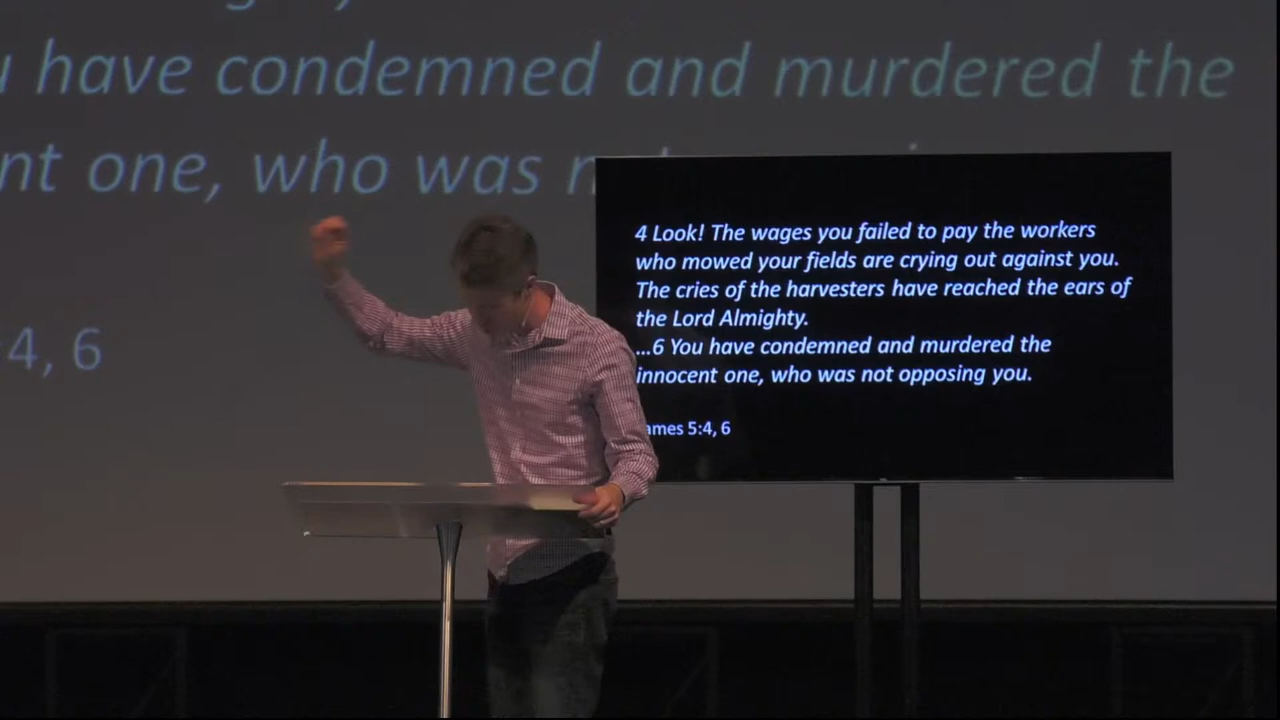 have condemned and murdered the
one, who was
:4, 6
4 Look! The wages you failed to pay the workers
who mowed your fields are crying out against you.
The cries of the harvesters have reached the ears of
the Lord Almighty.
...6 You have condemned and murdered the
innocent one, who was not opposing you.
ames 5:4, 6